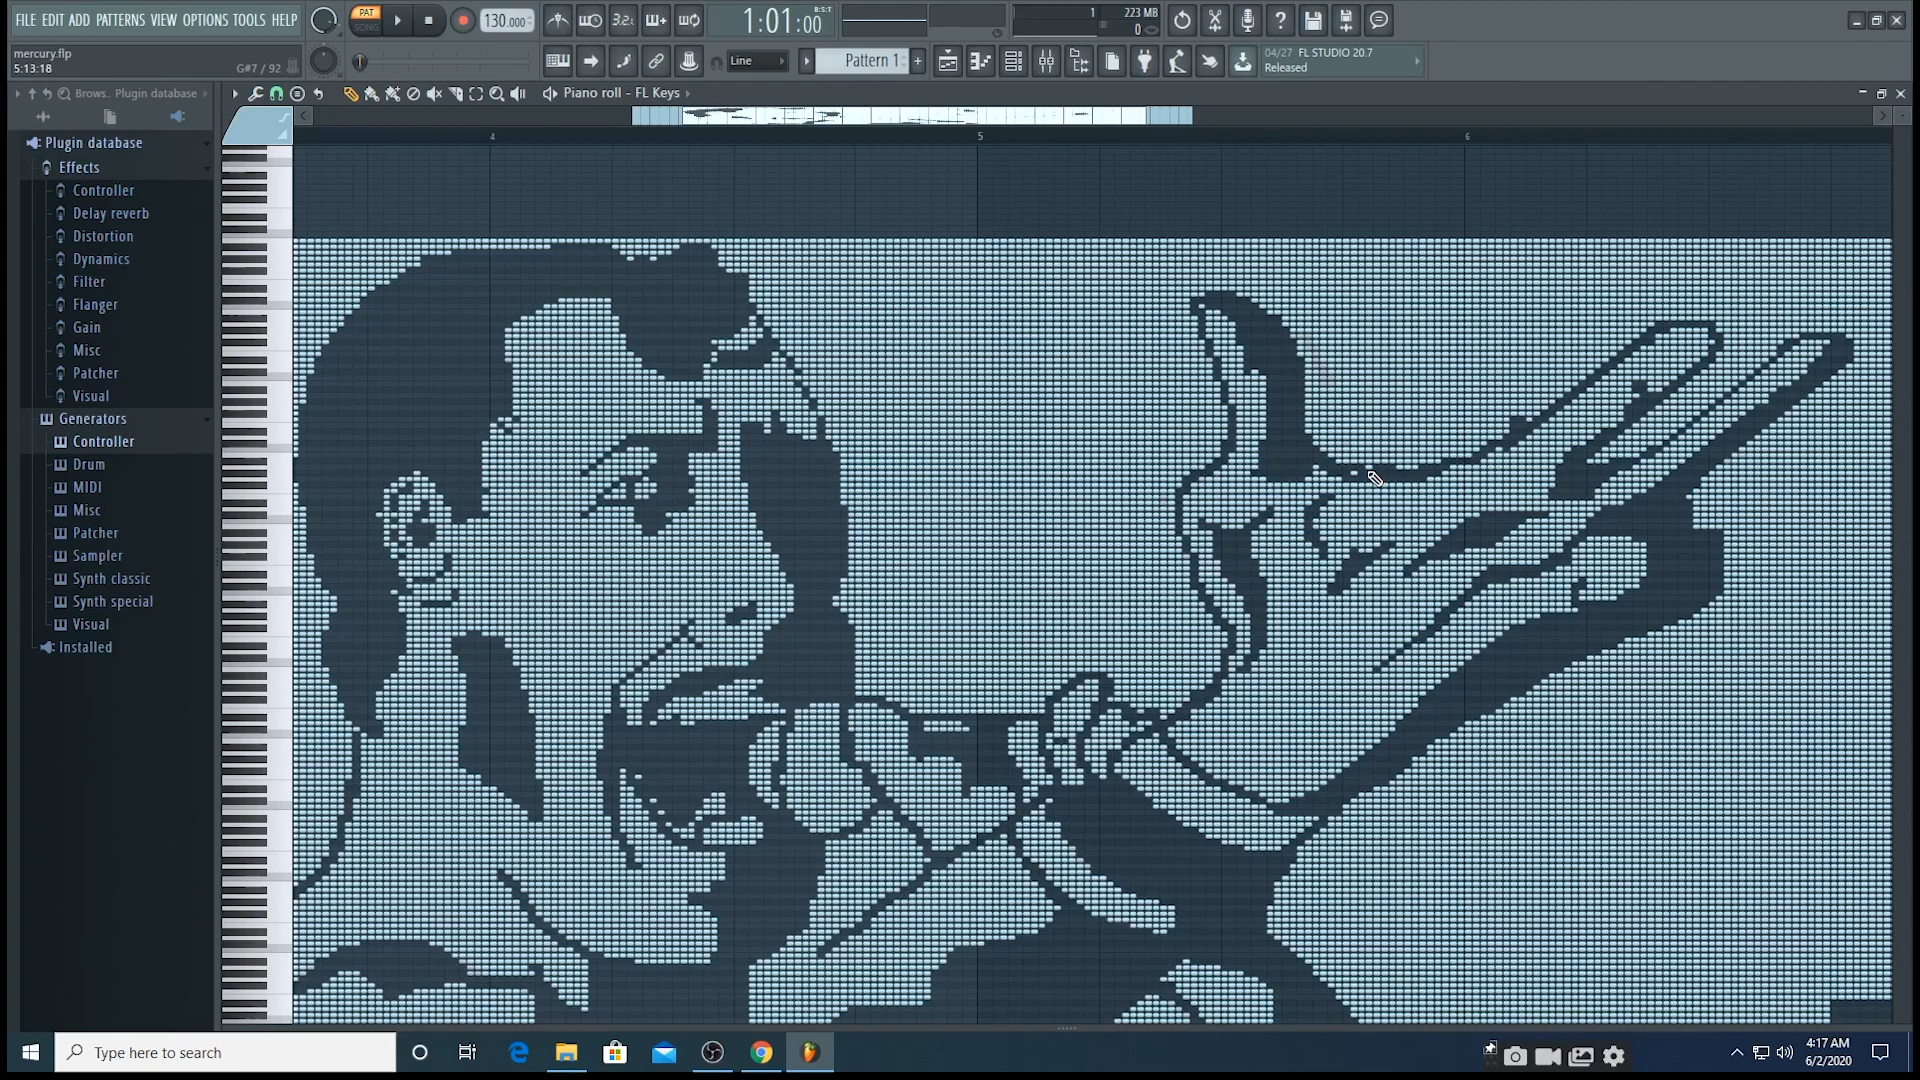 FILE EDIT ADD PATTERNS VIEW OPTIONS TOOLS HELP
PAT
SONG
130.000
3.2.
1:01:00
B:S:T
1
223 MB
0
mercury.flp
5:13:18
G#7 / 92
Line
Pattern 1
04/27 FL STUDIO 20.7
Released
Brows.. Plugin database
Piano roll - FL Keys
4
5
6
Plugin database
Effects
Controller
Delay reverb
Distortion
Dynamics
Filter
Flanger
Gain
Misc
Patcher
Visual
Generators
Controller
Drum
MIDI
Misc
Patcher
Sampler
Synth classic
Synth special
Visual
Installed
Type here to search
4:17 AM
6/2/2020